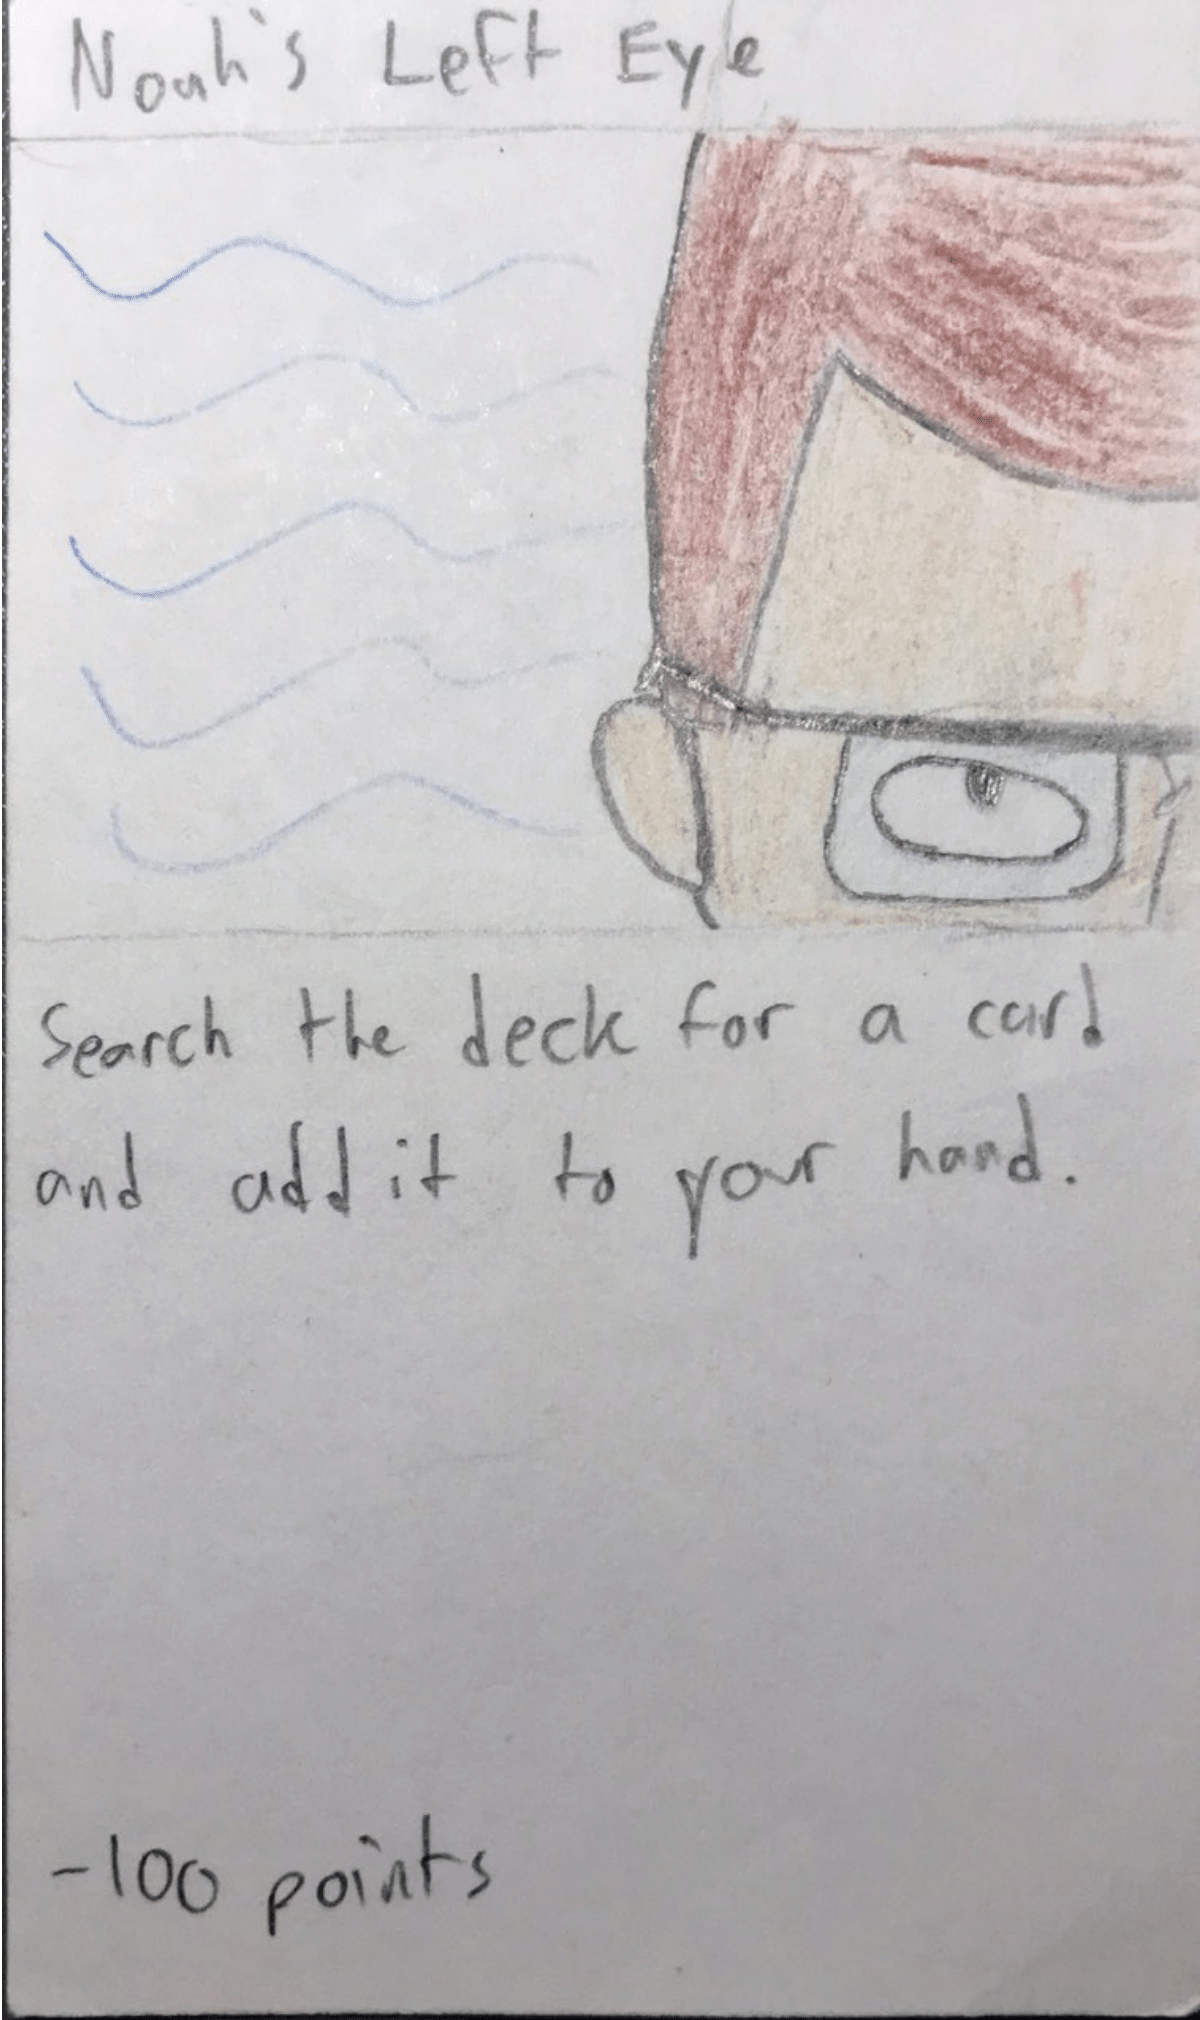 Noah's Left Eye
Search the deck for a card
and add it to your hand.
-100 points